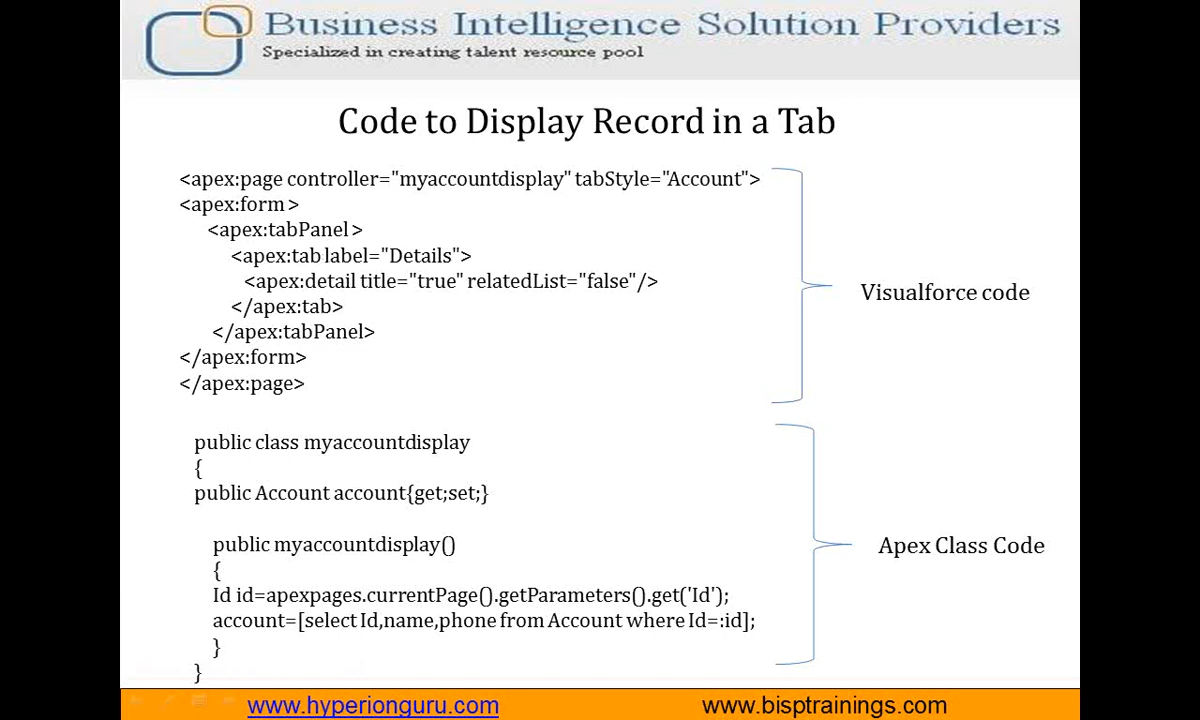 Business Intelligence Solution Providers
Specialized in creating talent resource pool
Code to Display Record in a Tab
<apex:page controller="myaccountdisplay" tabStyle="Account">
<apex:form >
<apex:tabPanel >
<apex:tab label="Details">
<apex:detail title="true" relatedList="false"/>
</apex:tab>
</apex:tabPanel>
</apex:form>
</apex:page>
Visualforce code
public class myaccountdisplay
{
public Account account{get;set;}
public myaccountdisplay()
{
Id id=apexpages.currentPage().getParameters().get('Id');
account=[select Id,name,phone from Account where Id=:id];
}
}
Apex Class Code
www.hyperionguru.com
www.bisptrainings.com